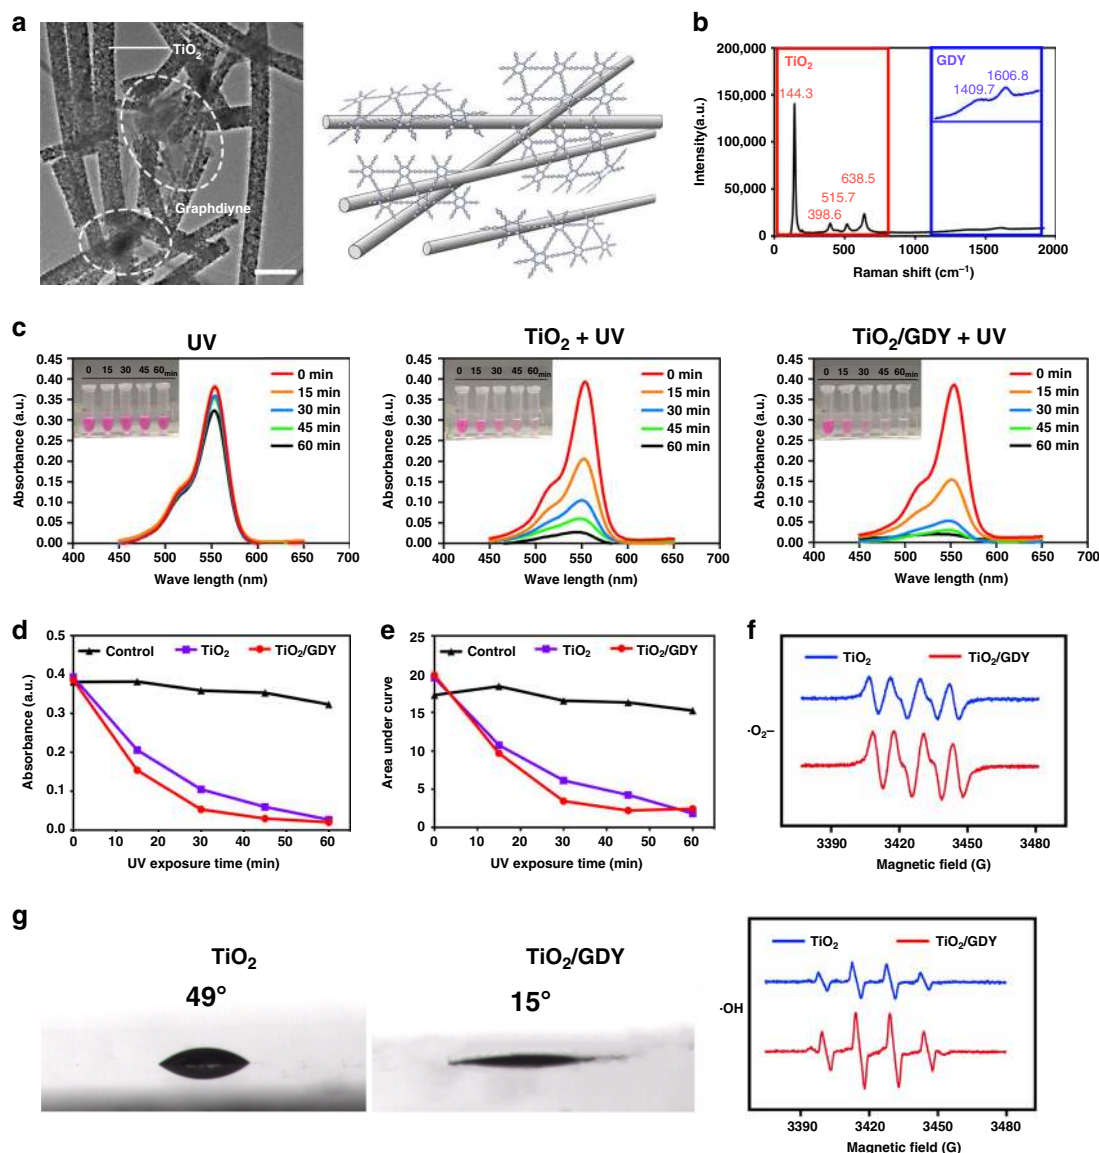 a
TiO2
Graphdiyne
b
200,000
150,000
100,000
50,000
0
Intensity(a.u.)
TiO2
144.3
398.6
515.7
638.5
GDY
1409.7
1606.8
0
500
1000
1500
2000
Raman shift (cm−1)
c
UV
0.45
0.40
0.35
0.30
0.25
0.20
0.15
0.10
0.05
0.00
Absorbance (a.u.)
0 15 30 45 60min
0 min
15 min
30 min
45 min
60 min
400 450 500 550 600 650 700
Wave length (nm)
TiO2 + UV
0.45
0.40
0.35
0.30
0.25
0.20
0.15
0.10
0.05
0.00
Absorbance (a.u.)
0 15 30 45 60min
0 min
15 min
30 min
45 min
60 min
400 450 500 550 600 650 700
Wave length (nm)
TiO2/GDY + UV
0.45
0.40
0.35
0.30
0.25
0.20
0.15
0.10
0.05
0.00
Absorbance (a.u.)
0 15 30 45 60min
0 min
15 min
30 min
45 min
60 min
400 450 500 550 600 650 700
Wave length (nm)
d
0.5
0.4
0.3
0.2
0.1
0.0
Absorbance (a.u.)
Control TiO2 TiO2/GDY
0 10 20 30 40 50 60
UV exposure time (min)
e
25
20
15
10
5
0
Area under curve
Control TiO2 TiO2/GDY
0 10 20 30 40 50 60
UV exposure time (min)
f
TiO2 TiO2/GDY
·O2–
3390 3420 3450 3480
Magnetic field (G)
g
TiO2
49°
TiO2/GDY
15°
TiO2 TiO2/GDY
·OH
3390 3420 3450 3480
Magnetic field (G)